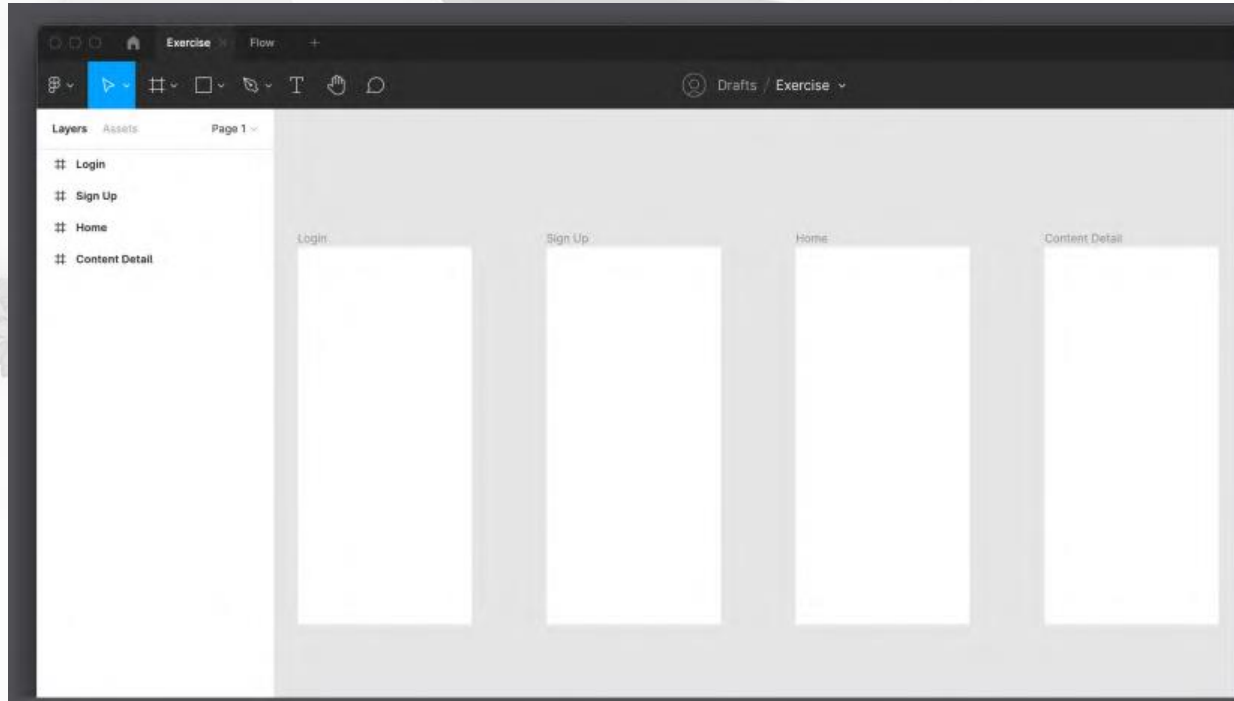 Exercise Flow
Drafts / Exercise
Layers Assets Page 1
Login
Sign Up
Home
Content Detail
Login Sign Up Home Content Detail